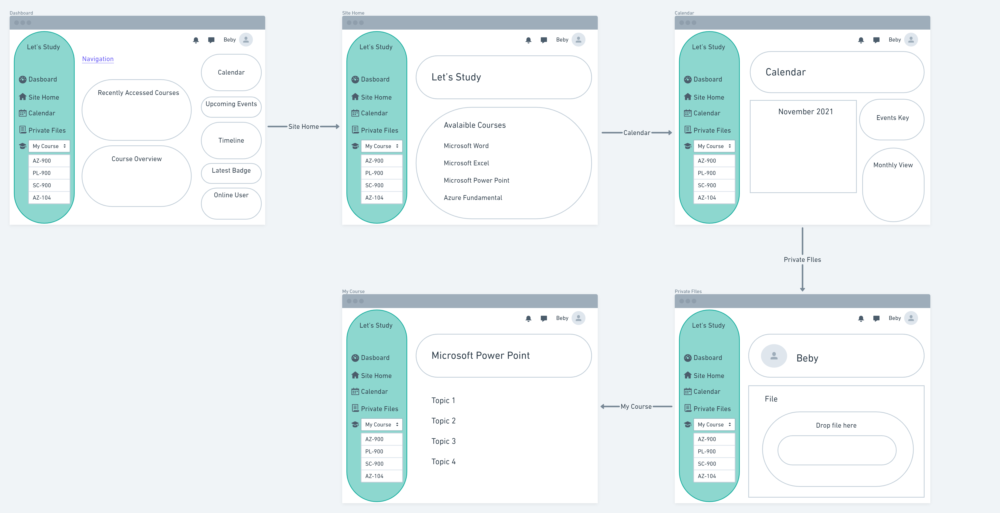 Dashboard
Let's Study
Beby
Navigation
Dasboard
Site Home
Calendar
Private Files
My Course
AZ-900
PL-900
SC-900
AZ-104
Recently Accessed Courses
Course Overview
Calendar
Upcoming Events
Timeline
Latest Badge
Online User
Site Home
SIte Home
Let's Study
Beby
Dasboard
Site Home
Calendar
Private Files
My Course
AZ-900
PL-900
SC-900
AZ-104
Let's Study
Avalaible Courses
Microsoft Word
Microsoft Excel
Microsoft Power Point
Azure Fundamental
Calendar
Calendar
Let's Study
Beby
Dasboard
Site Home
Calendar
Private Files
My Course
AZ-900
PL-900
SC-900
AZ-104
Calendar
November 2021
Events Key
Monthly View
Private FIles
Private FIles
Let's Study
Beby
Dasboard
Site Home
Calendar
Private Files
My Course
AZ-900
PL-900
SC-900
AZ-104
Beby
File
Drop file here
My Course
My Course
Let's Study
Beby
Dasboard
Site Home
Calendar
Private Files
My Course
AZ-900
PL-900
SC-900
AZ-104
Microsoft Power Point
Topic 1
Topic 2
Topic 3
Topic 4